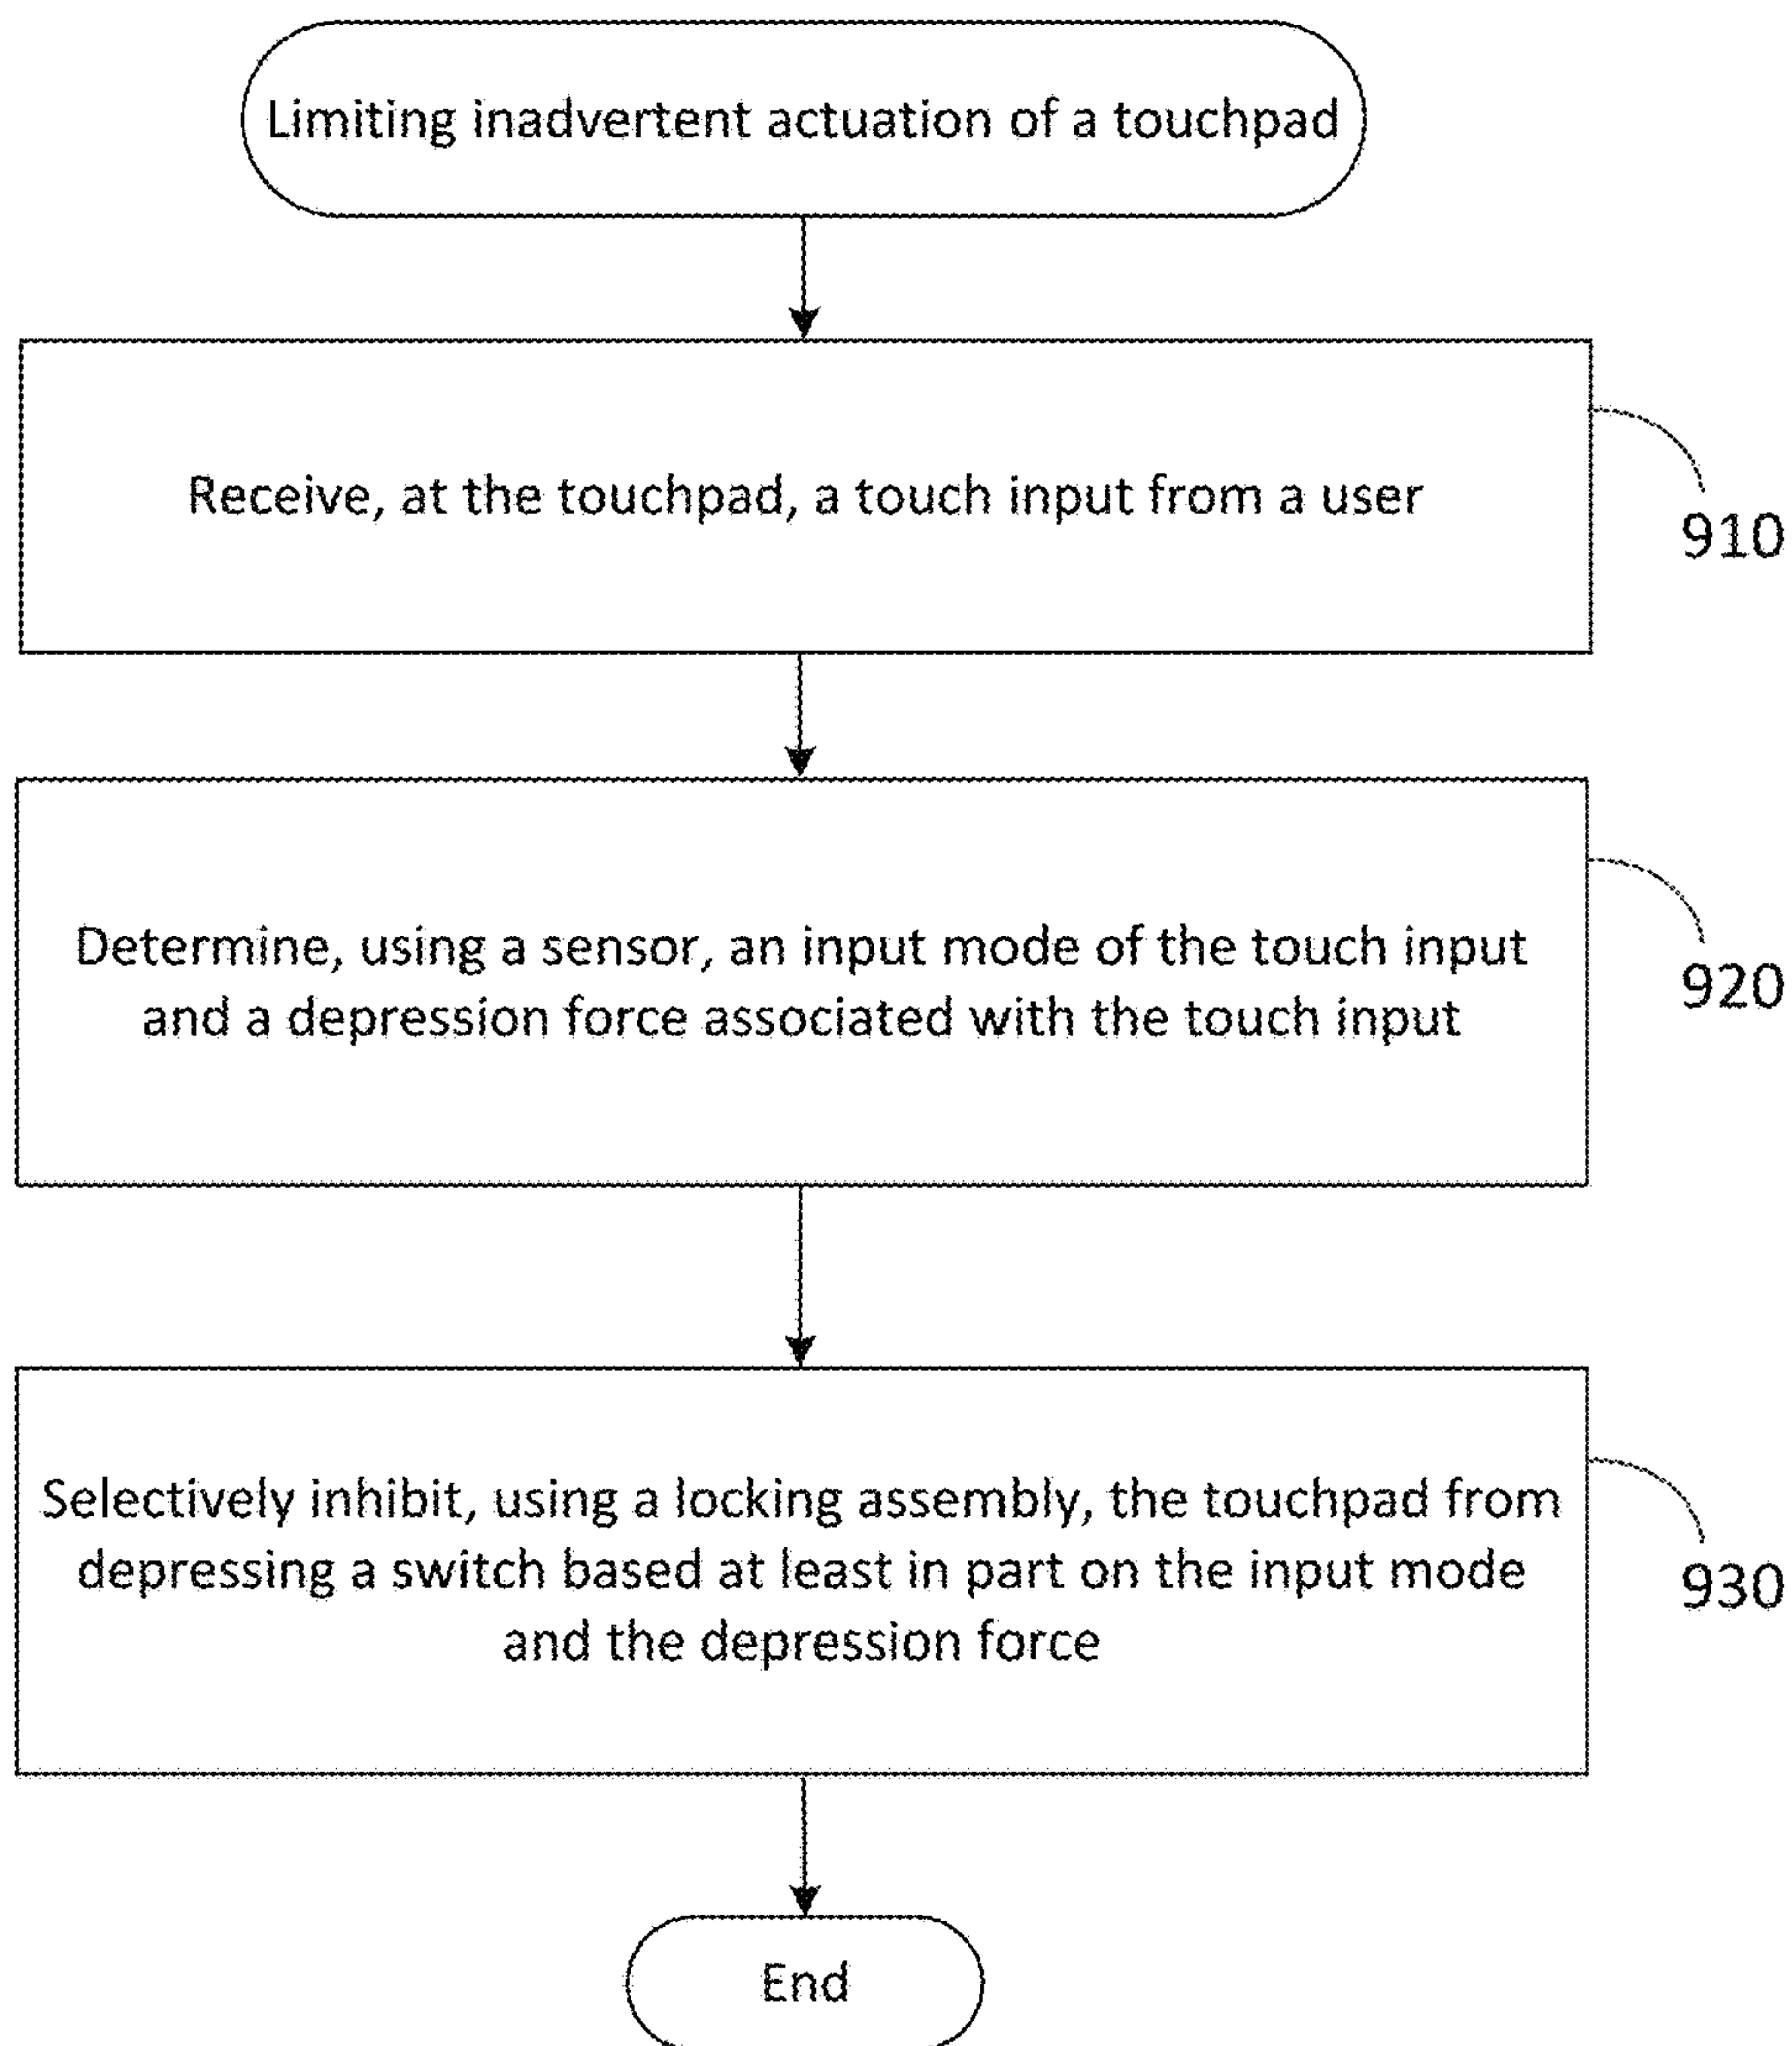 Limiting inadvertent actuation of a touchpad
Receive, at the touchpad, a touch input from a user
910
Determine, using a sensor, an input mode of the touch input
and a depression force associated with the touch input
920
Selectively inhibit, using a locking assembly, the touchpad from
depressing a switch based at least in part on the input mode
and the depression force
930
End